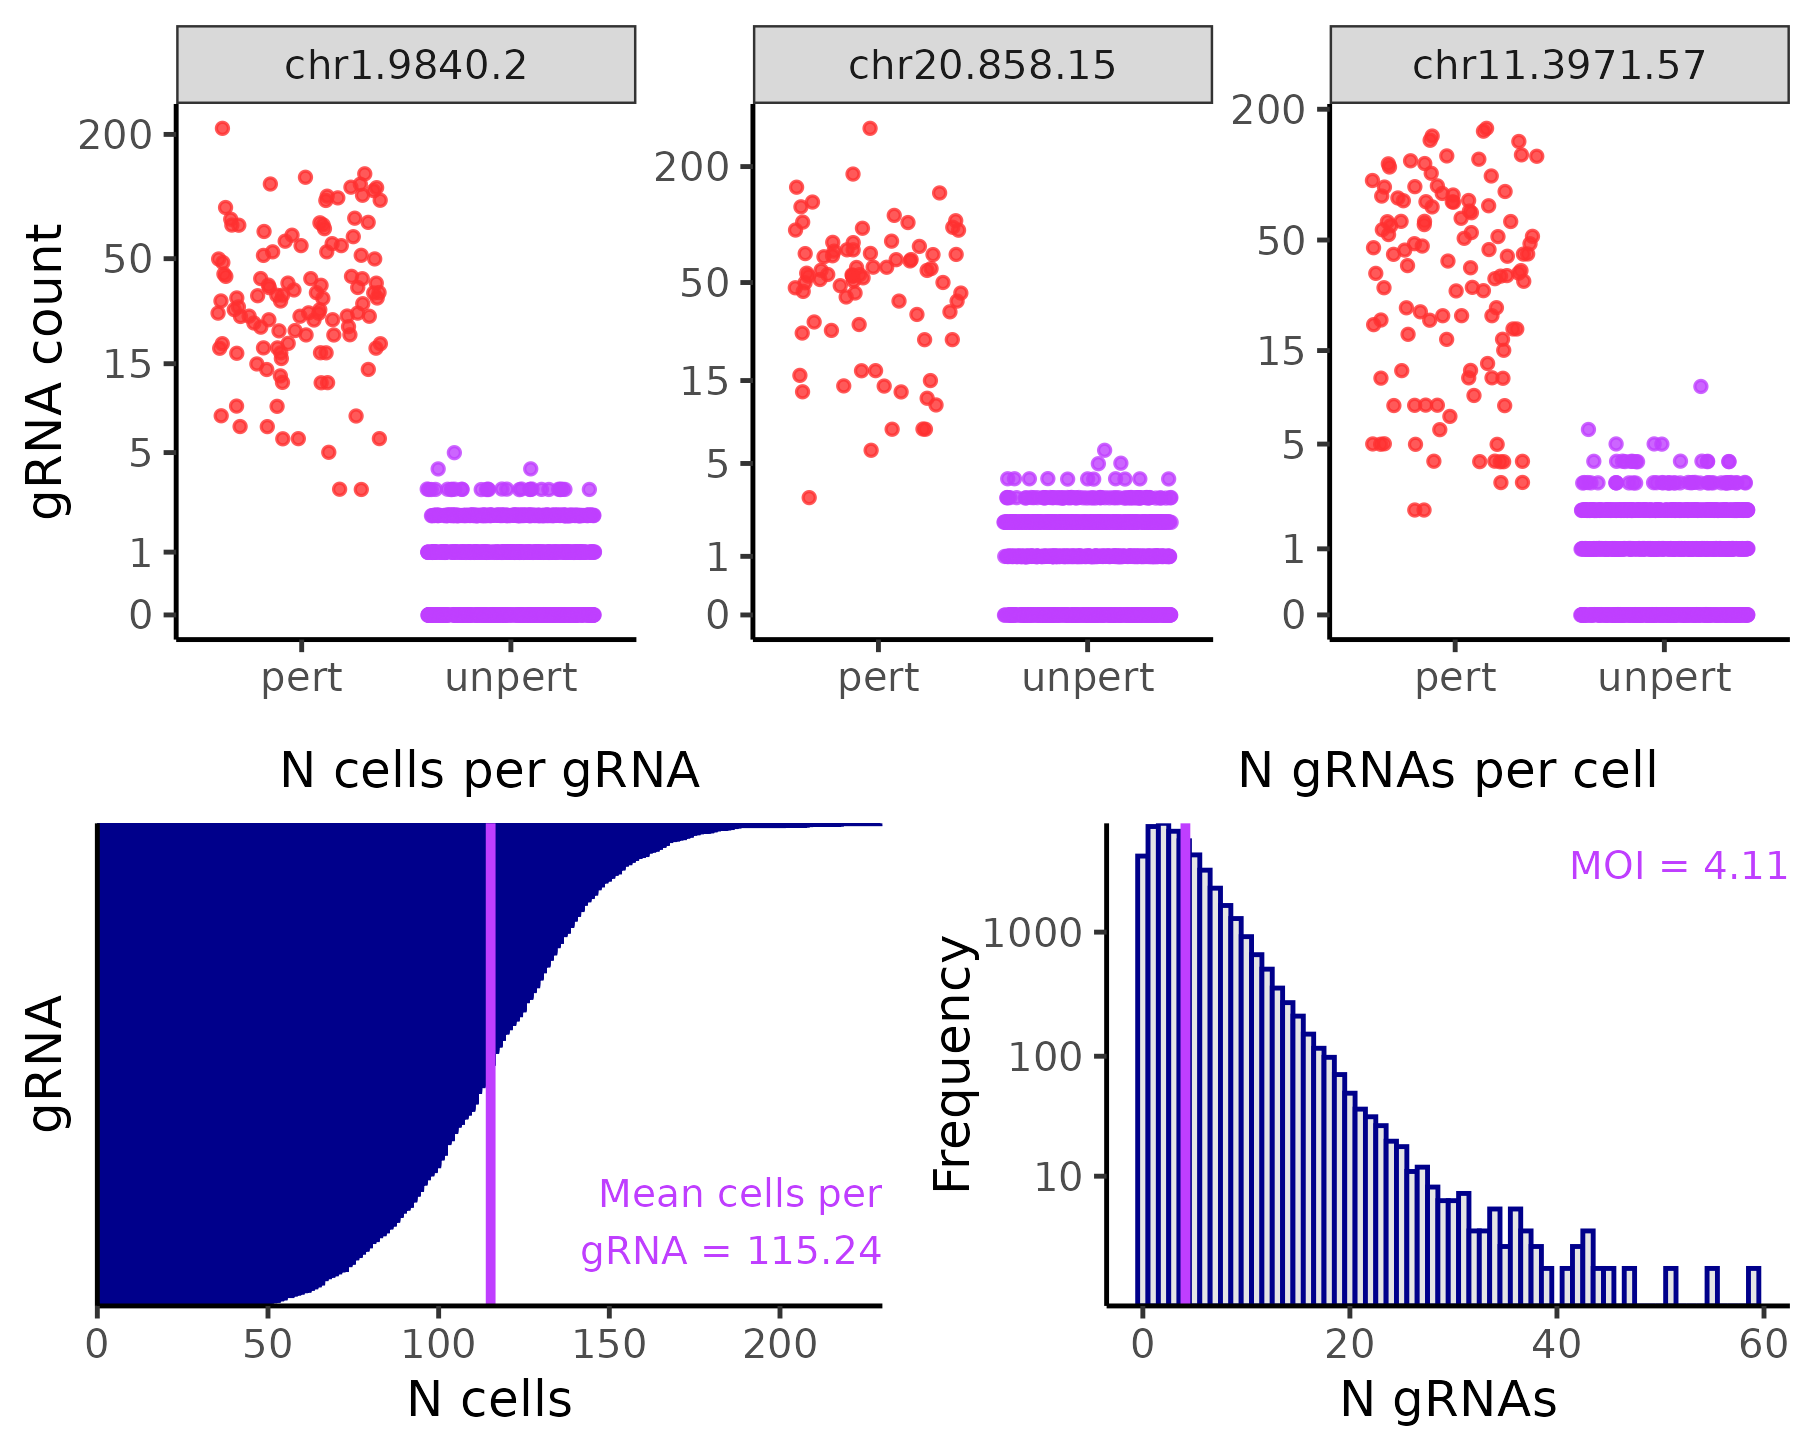 chr1.9840.2
chr20.858.15
chr11.3971.57
gRNA count
200
50
15
5
1
0
200
50
15
5
1
0
200
50
15
5
1
0
pert
unpert
pert
unpert
pert
unpert
N cells per gRNA
gRNA
Mean cells per
gRNA = 115.24
0
50
100
150
200
N cells
N gRNAs per cell
MOI = 4.11
Frequency
1000
100
10
0
20
40
60
N gRNAs